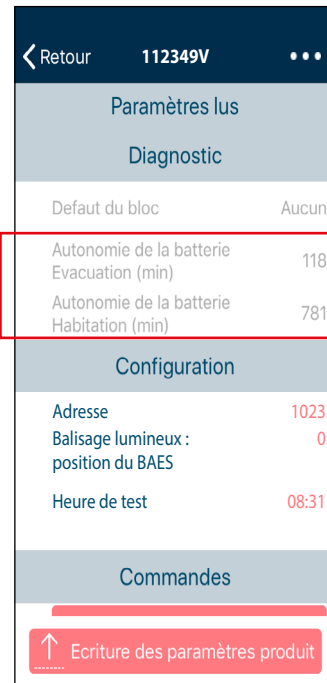 Retour 112349V
Paramètres lus
Diagnostic
Defaut du bloc Aucun
Autonomie de la batterie
Evacuation (min) 118
Autonomie de la batterie
Habitation (min) 781
Configuration
Adresse 1023
Balisage lumineux : 0
position du BAES
Heure de test 08:31
Commandes
Ecriture des paramètres produit